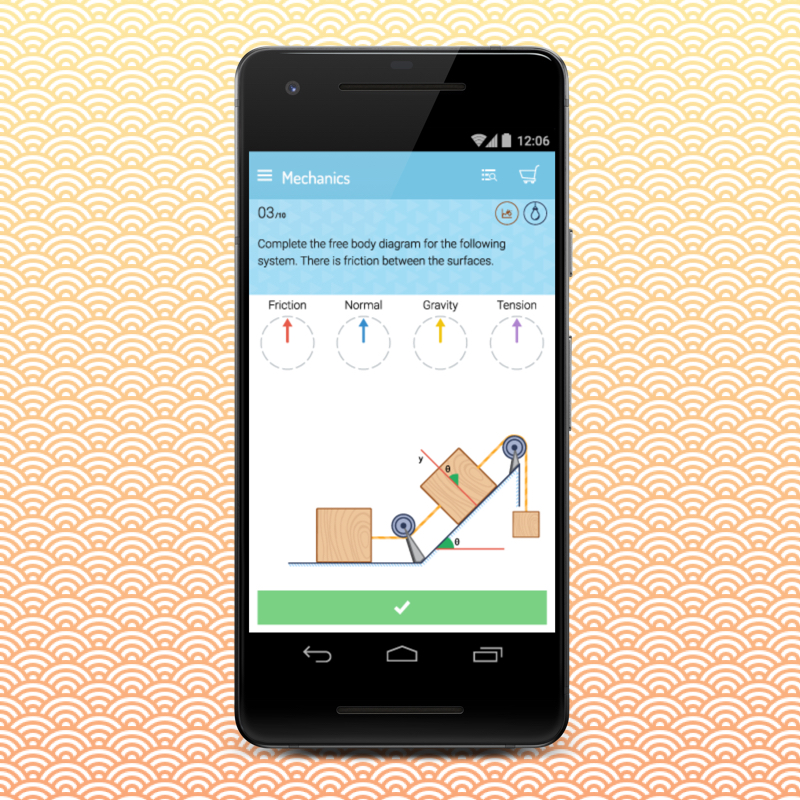 12:06
Mechanics
03/10
Complete the free body diagram for the following
system. There is friction between the surfaces.
Friction Normal Gravity Tension
y
θ
θ